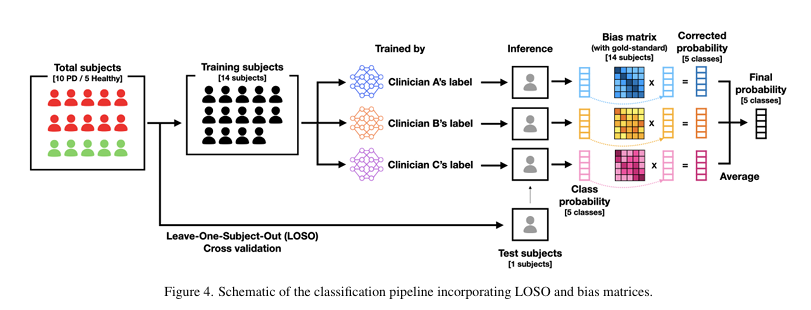 Total subjects
[10 PD / 5 Healthy]
Training subjects
[14 subjects]
Trained by
Clinician A's label
Clinician B's label
Clinician C's label
Inference
Bias matrix
(with gold-standard)
[14 subjects]
Corrected
probability
[5 classes]
x
=
x
=
x
=
Final
probability
[5 classes]
Average
Class
probability
[5 classes]
Leave-One-Subject-Out (LOSO)
Cross validation
Test subjects
[1 subjects]
Figure 4. Schematic of the classification pipeline incorporating LOSO and bias matrices.